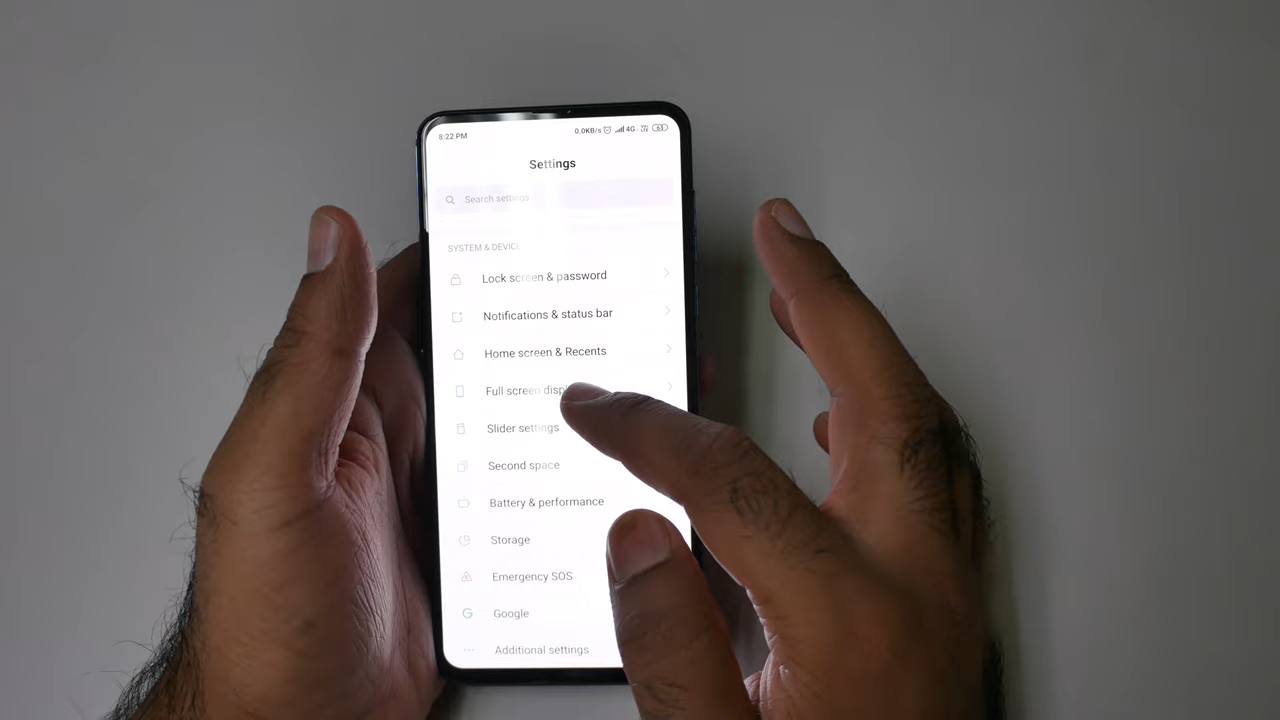 8:22 PM 0.0KB/s 4G 63
Settings
Search settings
SYSTEM & DEVICE
Lock screen & password
Notifications & status bar
Home screen & Recents
Full screen disp
Slider settings
Second space
Battery & performance
Storage
Emergency SOS
Google
Additional settings